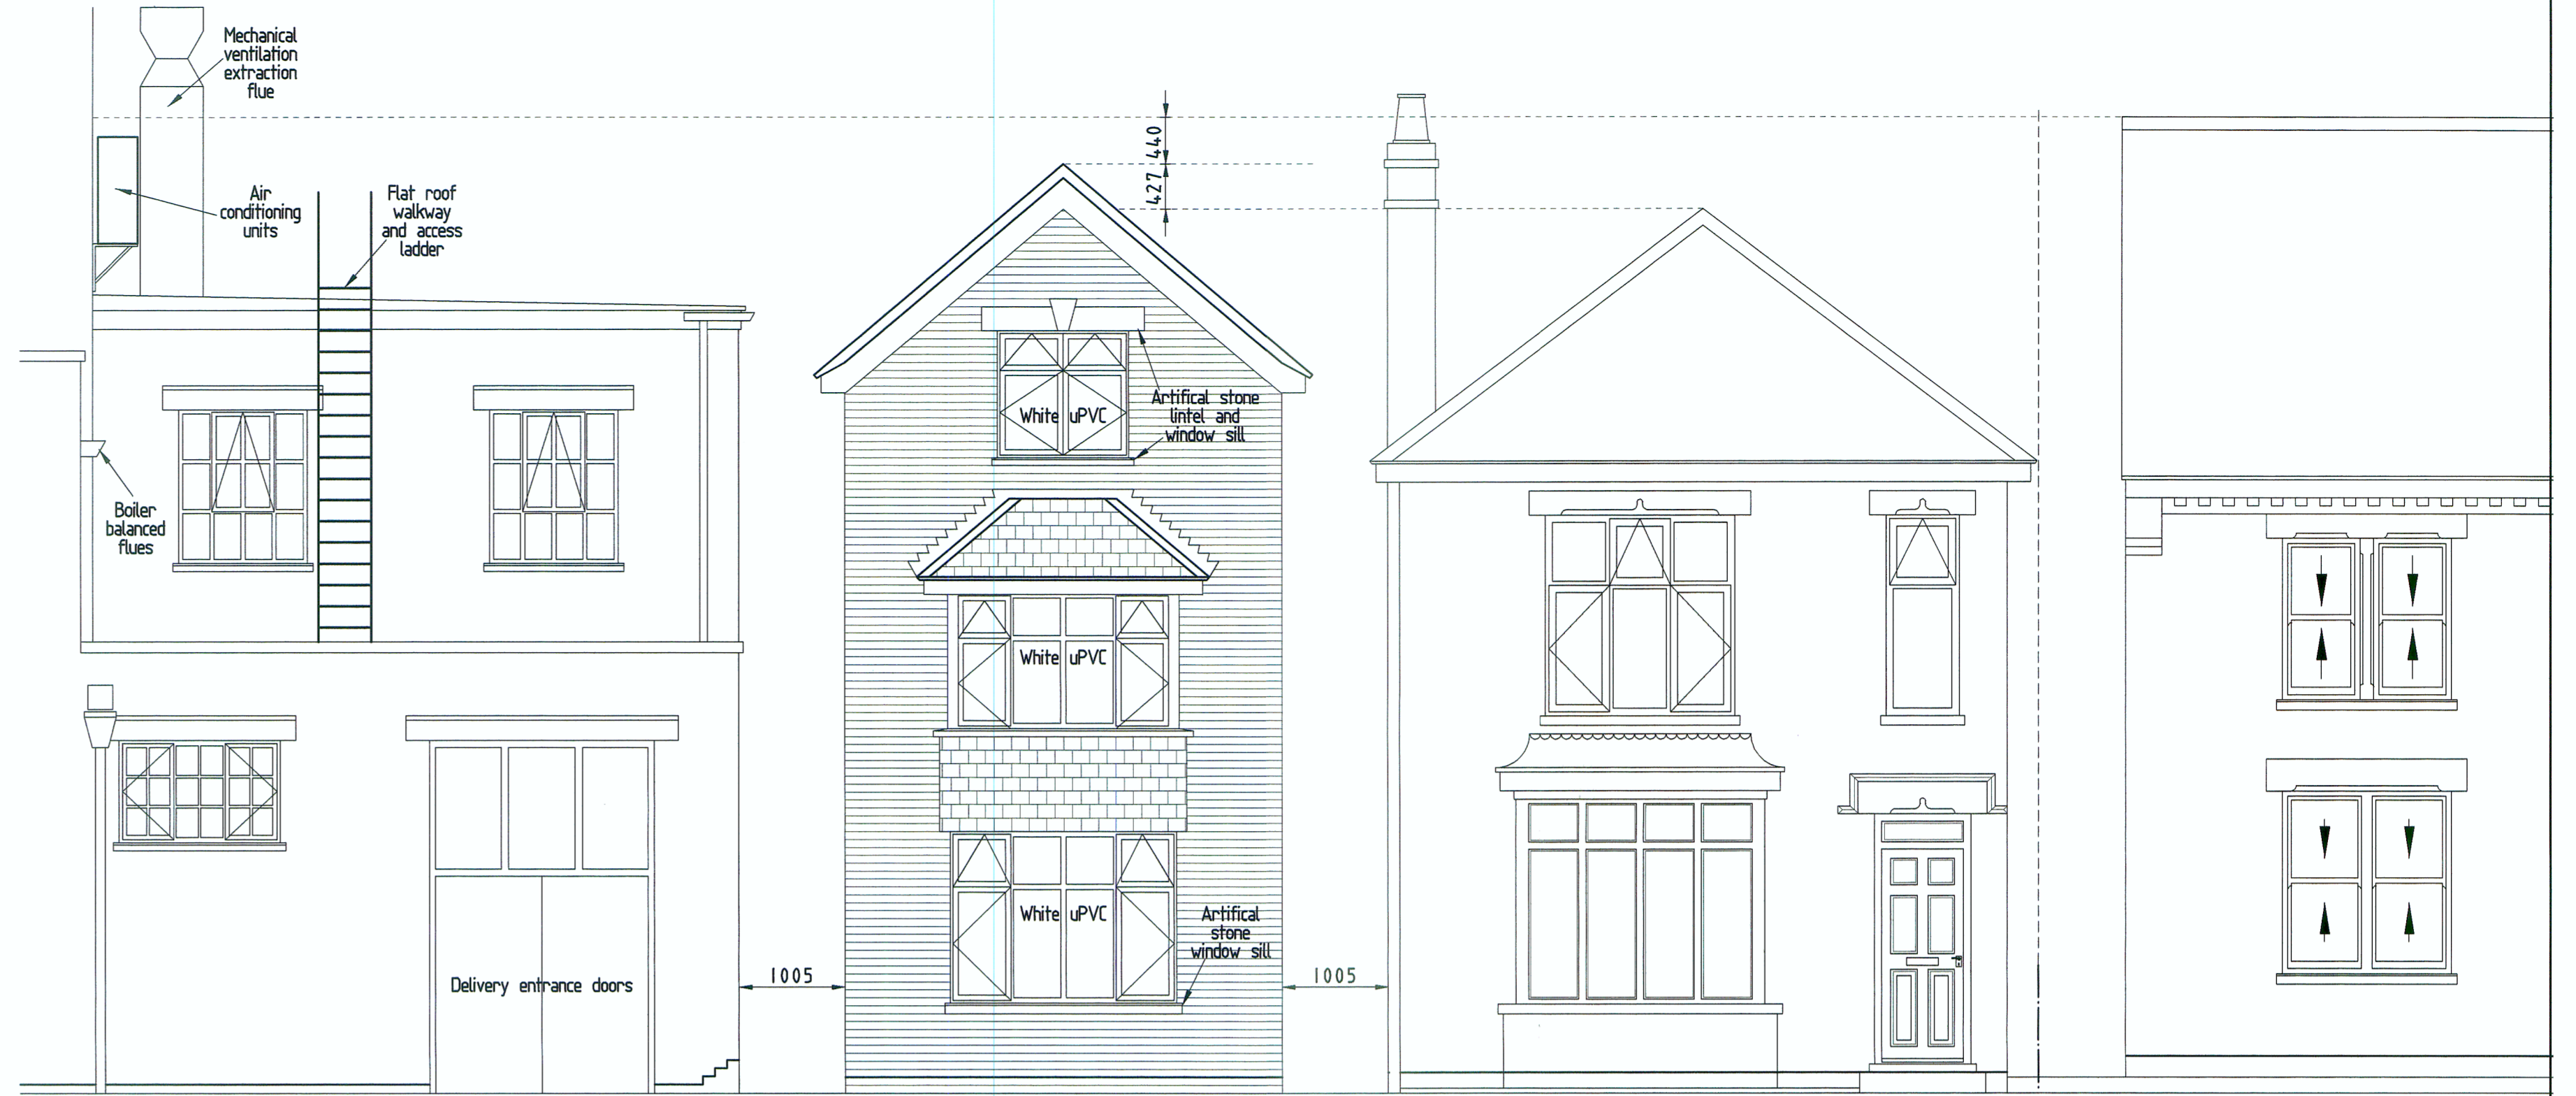 Mechanical
ventilation
extraction
flue
Air
conditioning
units
Flat roof
walkway
and access
ladder
440
427
White uPVC
Artifical stone
lintel and
window sill
Boiler
balanced
flues
White uPVC
White uPVC
Artifical
stone
window sill
Delivery entrance doors
1005
1005